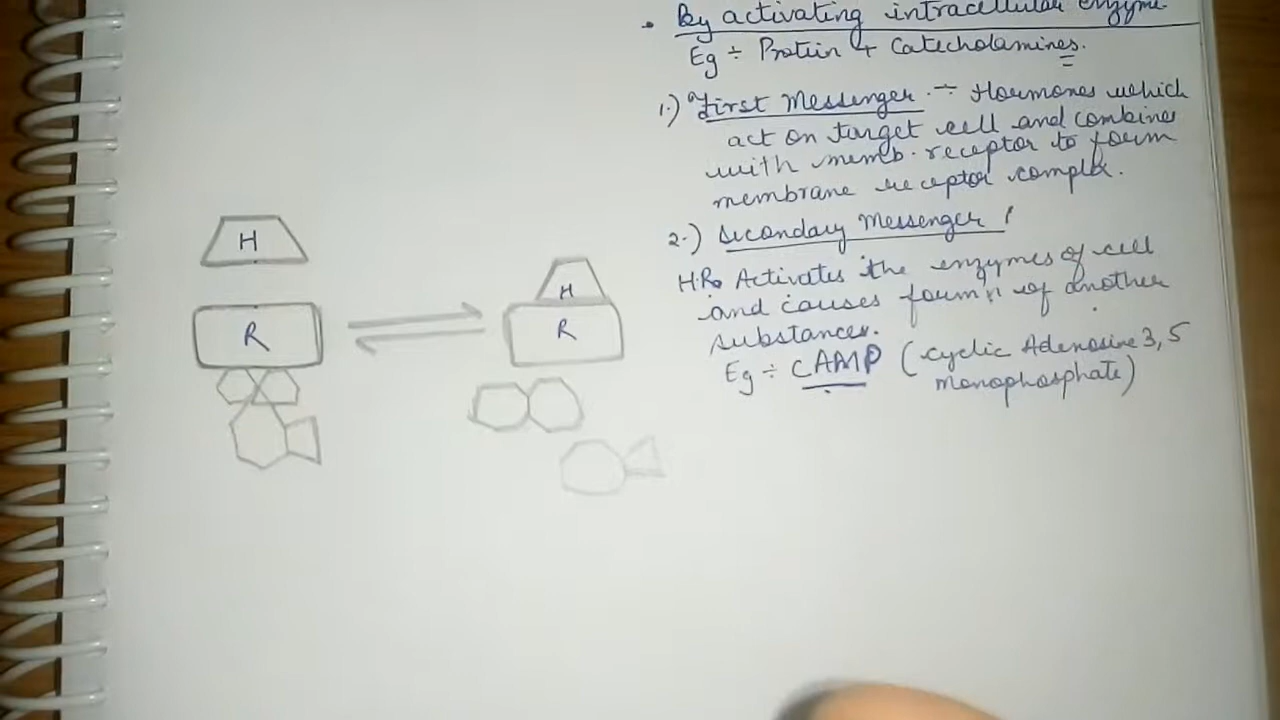 • By activating intracellular enzyme
Eg ÷ Protein + Catecholamines.
1.) First Messenger ÷ Hormones which
act on target cell and combines
with memb. receptor to form
membrane receptor complex.
2.) Secondary Messenger
H.R. Activates the enzymes of cell
and causes form^n of another
substances.
Eg ÷ cAMP (cyclic Adenosine 3,5
monophosphate)
H
R
H
R